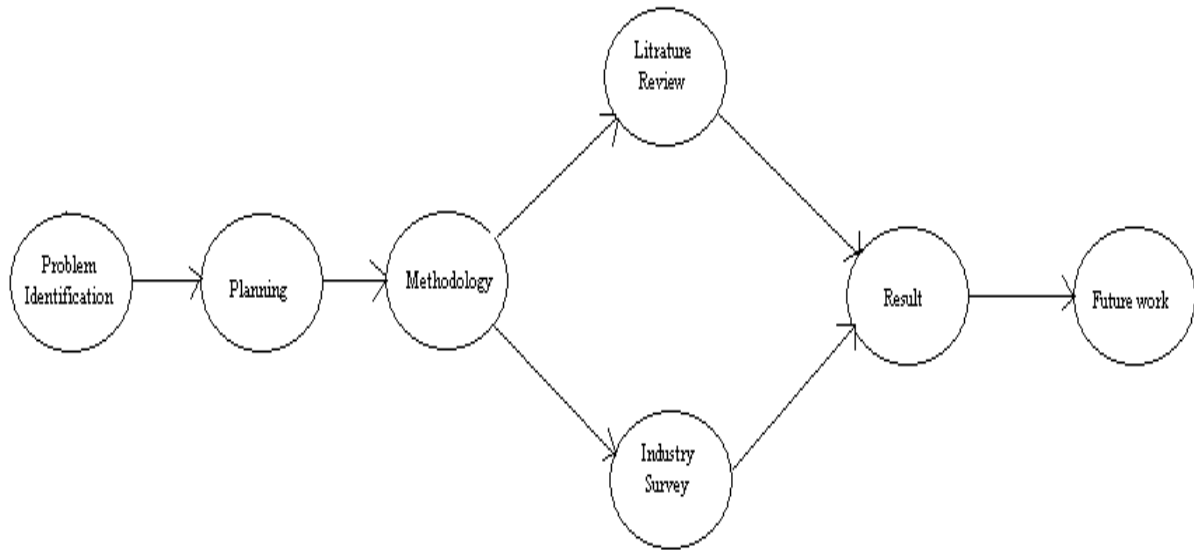 Problem
Identification
Planning
Methodology
Litrature
Review
Industry
Survey
Result
Future work